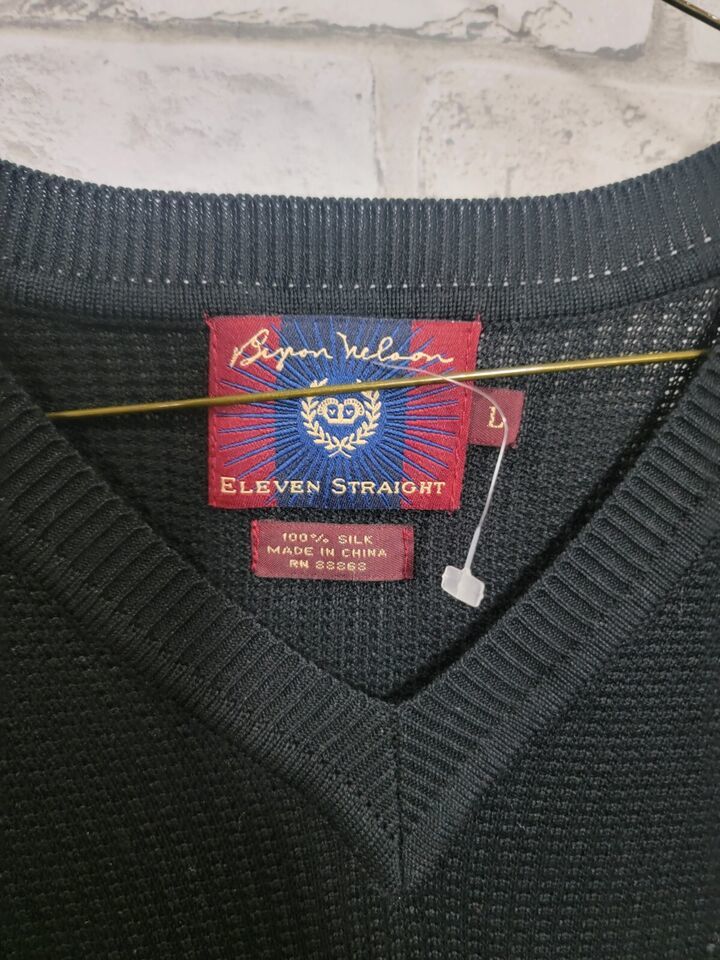 Byron Nelson
L
ELEVEN STRAIGHT
100% SILK
MADE IN CHINA
RN 88868